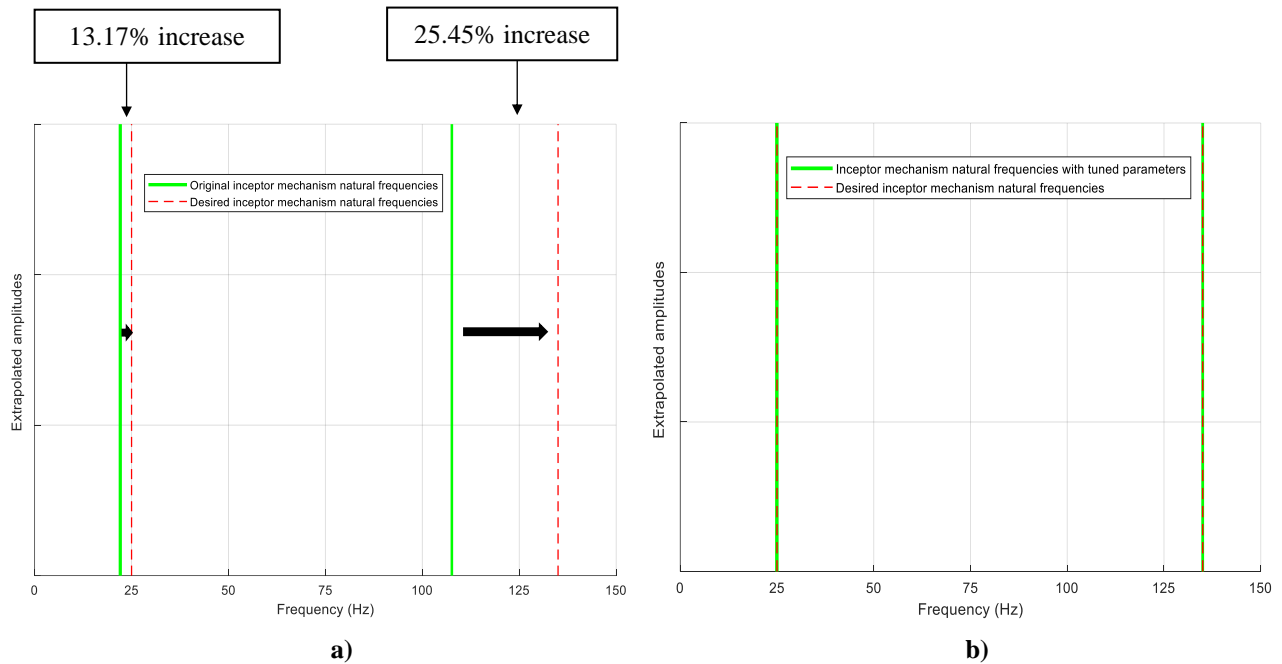 13.17% increase
25.45% increase
Original inceptor mechanism natural frequencies
Desired inceptor mechanism natural frequencies
Extrapolated amplitudes
0
25
50
75
100
125
150
Frequency (Hz)
a)
Inceptor mechanism natural frequencies with tuned parameters
Desired inceptor mechanism natural frequencies
Extrapolated amplitudes
0
25
50
75
100
125
150
Frequency (Hz)
b)